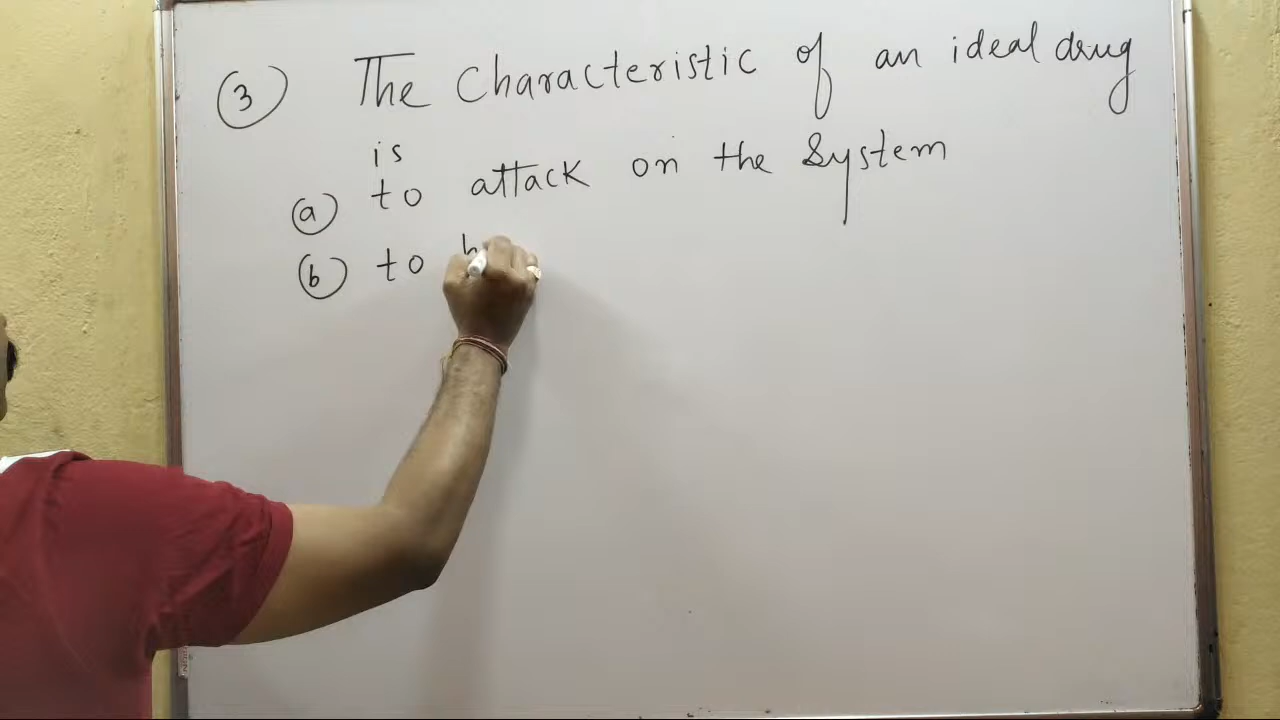 ③ The Characteristic of an ideal drug
is
ⓐ to attack on the System
ⓑ to